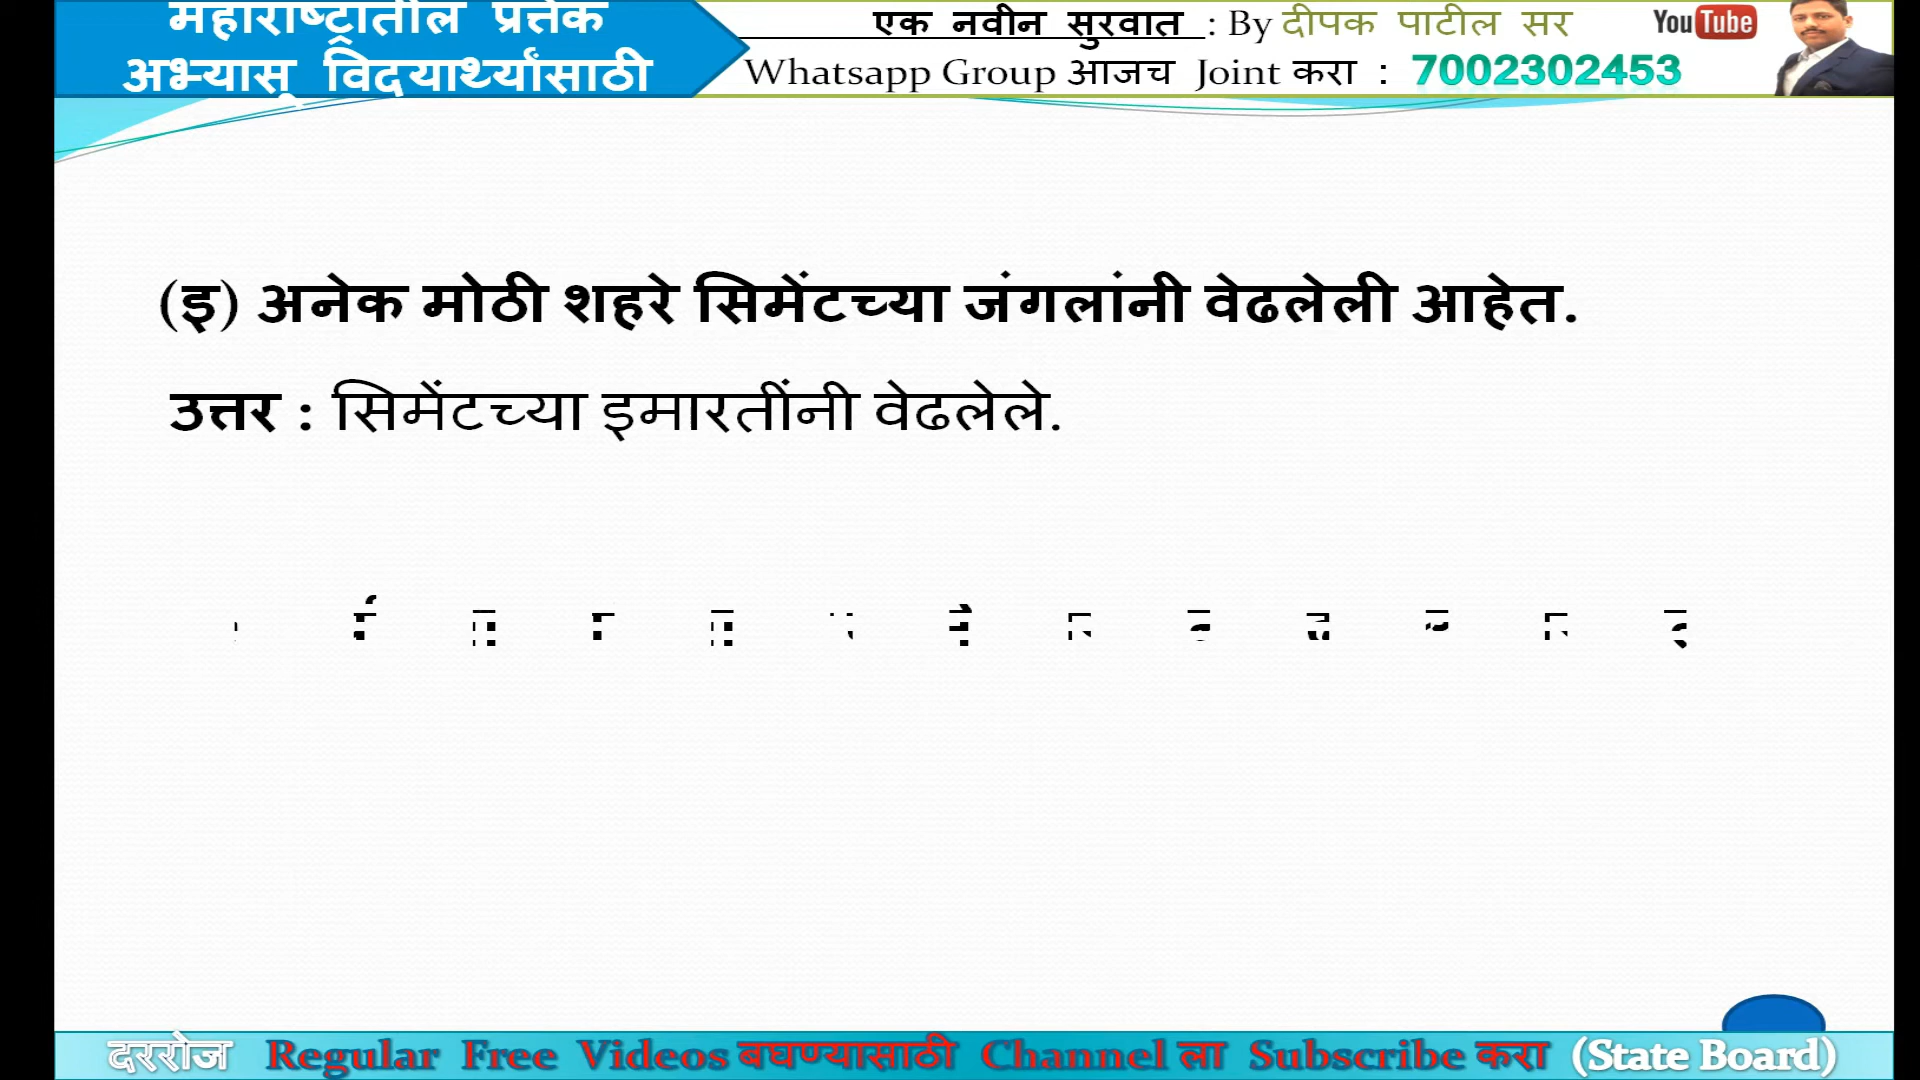 महाराष्ट्रातील प्रत्तेक
अभ्यासू विदयार्थ्यांसाठी
एक नवीन सुरवात : By दीपक पाटील सर
YouTube
Whatsapp Group आजच Joint करा : 7002302453
(इ) अनेक मोठी शहरे सिमेंटच्या जंगलांनी वेढलेली आहेत.
उत्तर : सिमेंटच्या इमारतींनी वेढलेले.
दररोज Regular Free Videos बघण्यासाठी Channel ला Subscribe करा (State Board)